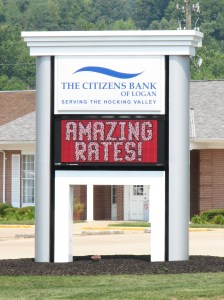 THE CITIZENS BANK
OF LOGAN
SERVING THE HOCKING VALLEY
AMAZING
RATES!